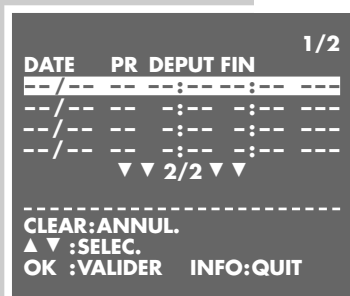 1/2
DATE PR DEPUT FIN
--/-- -- --:-- --:-- ---
--/-- -- -:-- -:-- ---
--/-- -- -:-- -:-- ---
--/-- -- -:-- -:-- ---
▼ ▼ 2/2 ▼ ▼
------------------------------
CLEAR:ANNUL.
▲ ▼ :SELEC.
OK :VALIDER INFO:QUIT